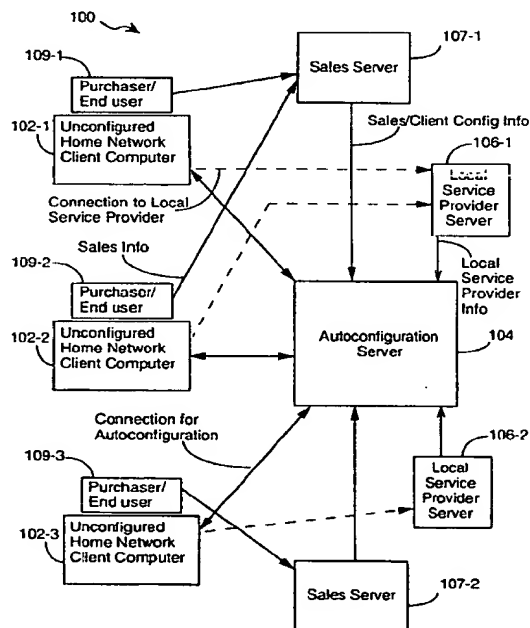 100
109-1
107-1
Purchaser/
End user
Sales Server
102-1
Unconfigured
Home Network
Client Computer
Sales/Client Config Info
106-1
Connection to Local
Service Provider
Local
Service
Provider
Server
109-2
Sales Info
Local
Service
Provider
Info
Purchaser/
End user
102-2
Unconfigured
Home Network
Client Computer
Autoconfiguration
Server
104
Connection for
Autoconfiguration
106-2
109-3
Purchaser/
End user
Local
Service
Provider
Server
102-3
Unconfigured
Home Network
Client Computer
Sales Server
107-2